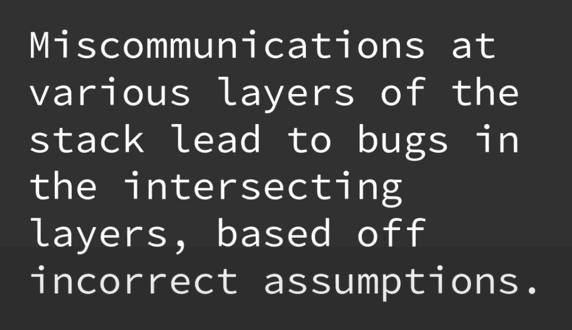 Miscommunications at
various layers of the
stack lead to bugs in
the intersecting
layers, based off
incorrect assumptions.